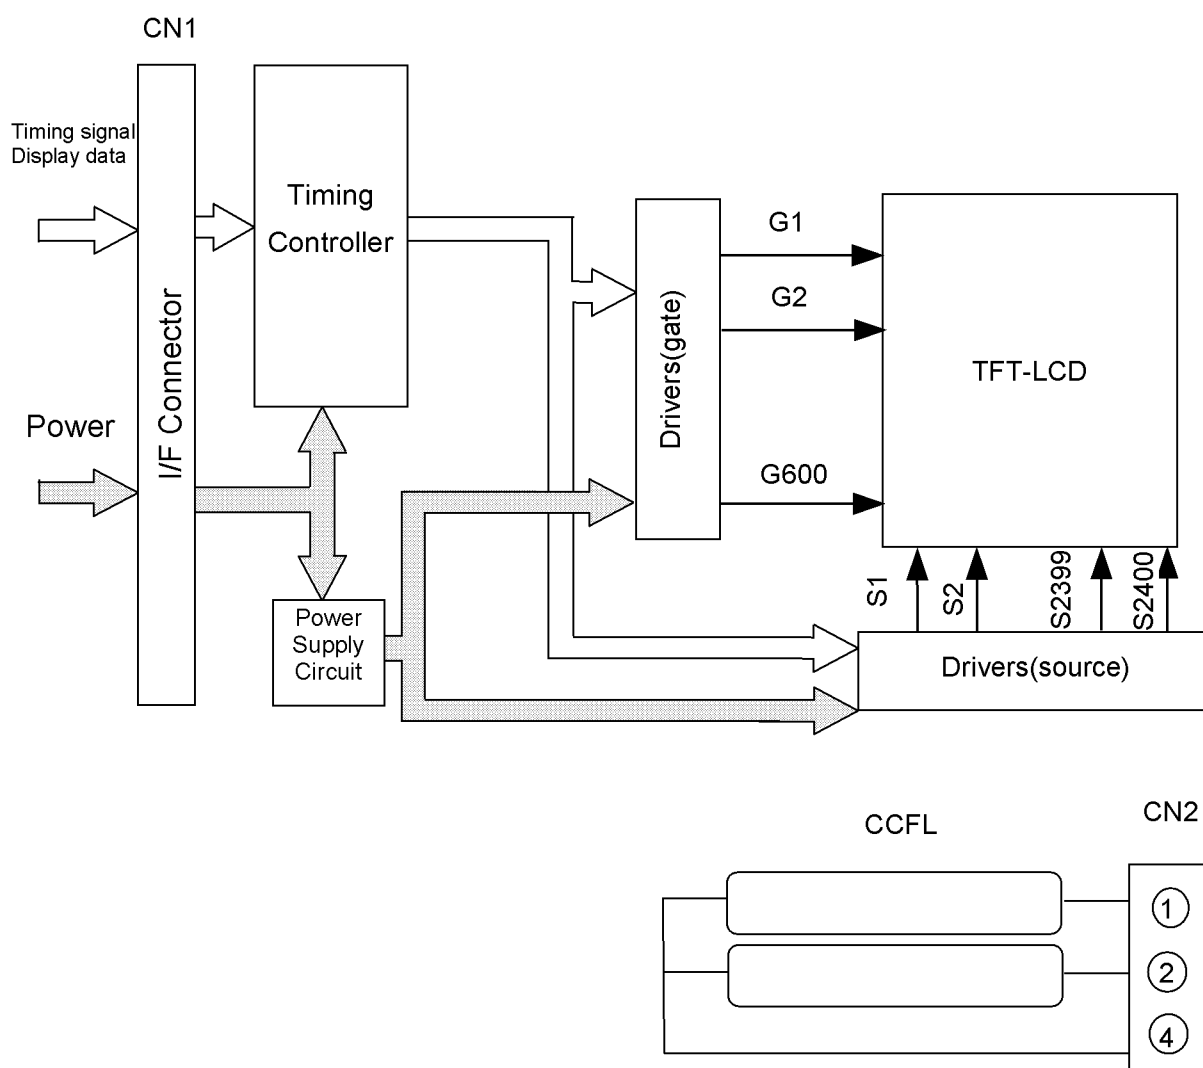 CN1
Timing signal
Display data
Timing
Controller
I/F Connector
Power
Drivers(gate)
G1
G2
G600
TFT-LCD
S1
S2
S2399
S2400
Power
Supply
Circuit
Drivers(source)
CCFL
CN2
1
2
4